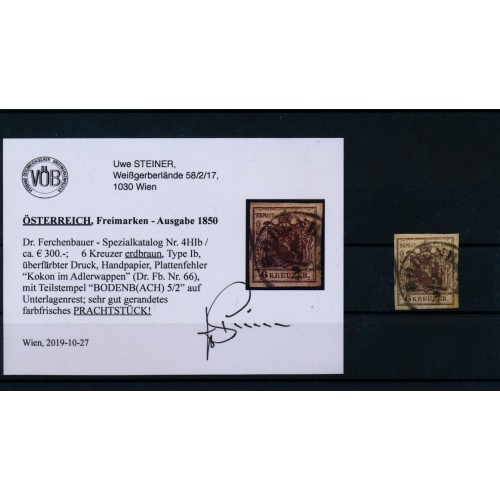 VÖB
Uwe STEINER,
Weißgerberlände 58/2/17,
1030 Wien
ÖSTERREICH, Freimarken - Ausgabe 1850
Dr. Ferchenbauer - Spezialkatalog Nr. 4HIb /
ca. € 300.-; 6 Kreuzer erdbraun, Type Ib,
überfärbter Druck, Handpapier, Plattenfehler
"Kokon im Adlerwappen" (Dr. Fb. Nr. 66),
mit Teilstempel "BODENB(ACH) 5/2" auf
Unterlagenrest; sehr gut gerandetes
farbfrisches PRACHTSTÜCK!
Wien, 2019-10-27
6 KREUZER
6 KREUZER